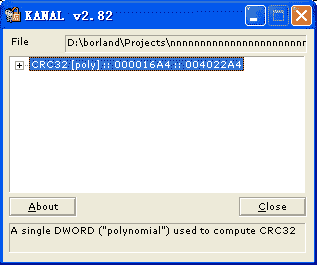 KANAL v2.82
File D:\borland\Projects\nnnnnnnnnnnnnnnnnnnnnnn
CRC32 [poly] :: 000016A4 :: 004022A4
About Close
A single DWORD ("polynomial") used to compute CRC32